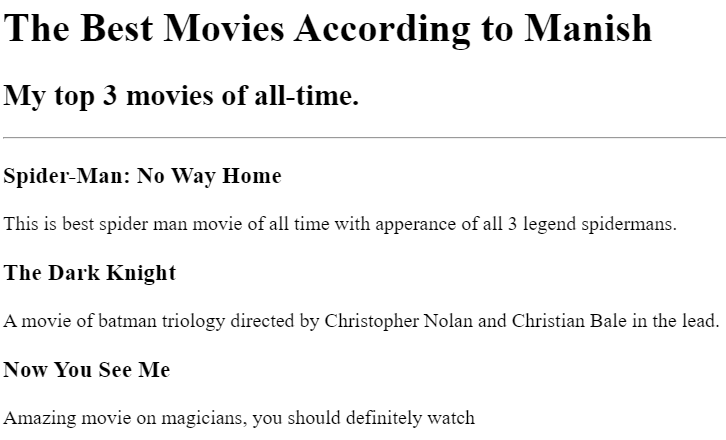 The Best Movies According to Manish
My top 3 movies of all-time.
Spider-Man: No Way Home
This is best spider man movie of all time with apperance of all 3 legend spidermans.
The Dark Knight
A movie of batman triology directed by Christopher Nolan and Christian Bale in the lead.
Now You See Me
Amazing movie on magicians, you should definitely watch